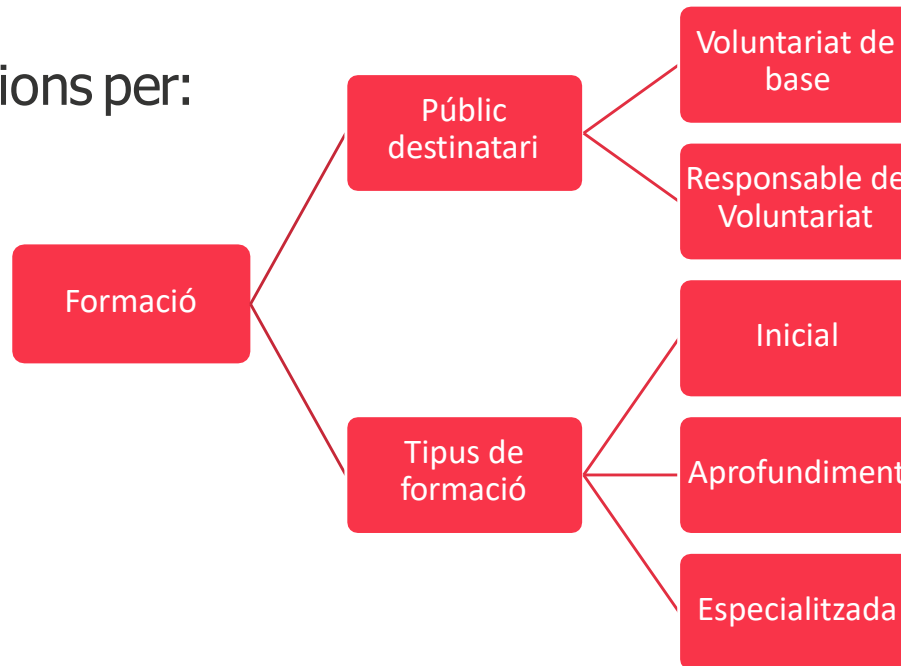 ions per:
Públic
destinatari
Voluntariat de
base
Responsable de
Voluntariat
Formació
Tipus de
formació
Inicial
Aprofundiment
Especialitzada